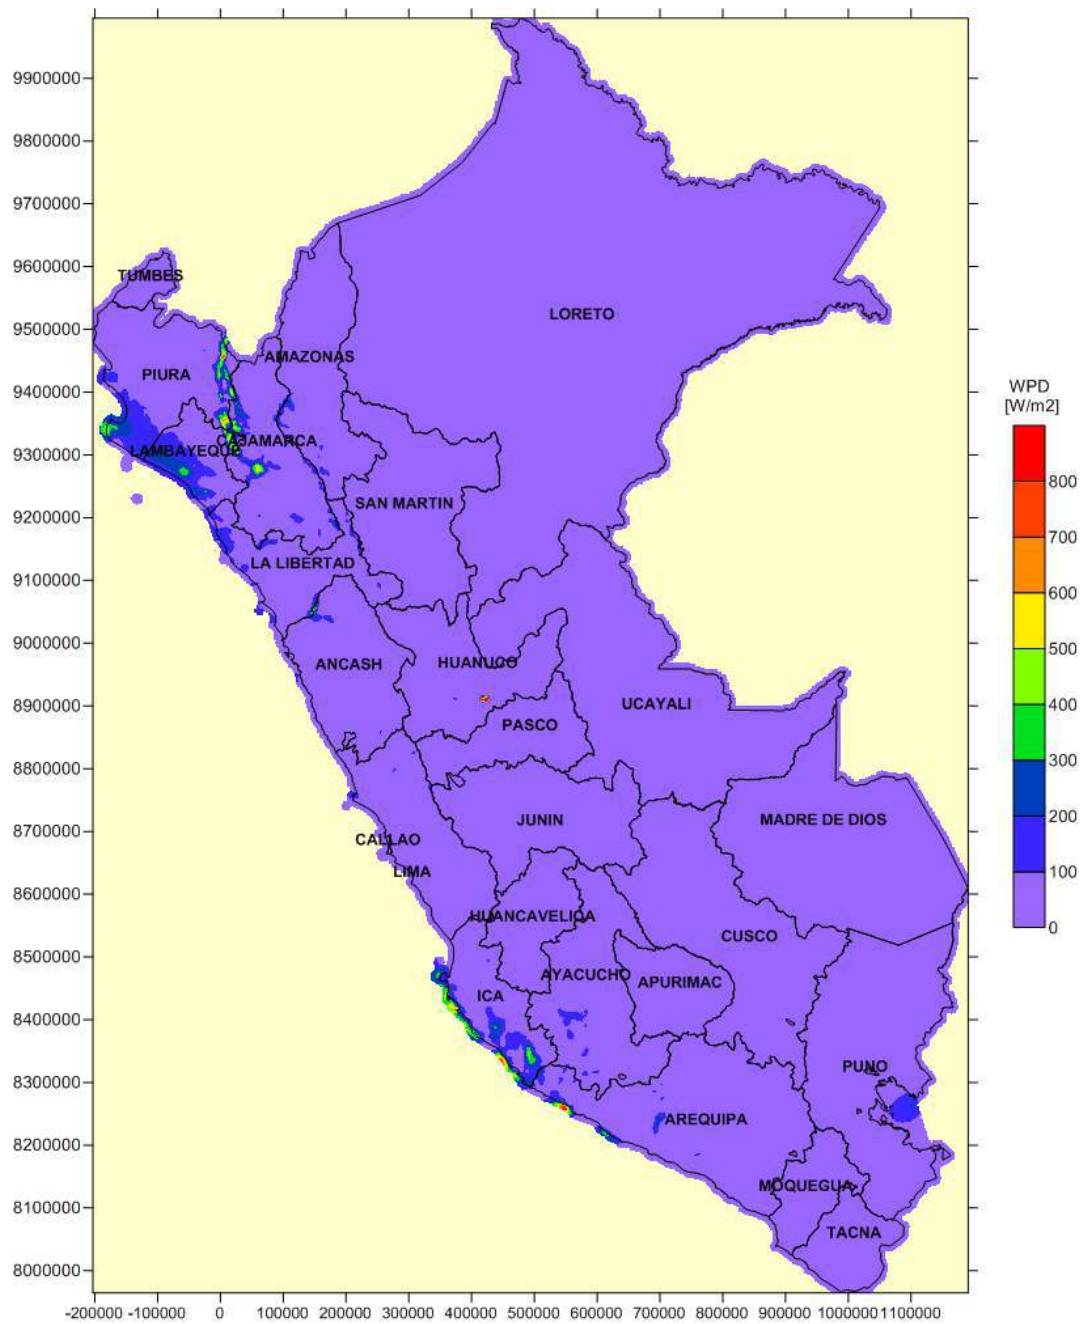 9900000
9800000
9700000
9600000
9500000
9400000
9300000
9200000
9100000
9000000
8900000
8800000
8700000
8600000
8500000
8400000
8300000
8200000
8100000
8000000
TUMBES
LORETO
AMAZONAS
PIURA
CAJAMARCA
LAMBAYEQUE
SAN MARTIN
LA LIBERTAD
ANCASH
HUANUCO
UCAYALI
PASCO
MADRE DE DIOS
JUNIN
CALLAO
LIMA
HUANCAVELICA
CUSCO
AYACUCHO
APURIMAC
ICA
PUNO
AREQUIPA
MOQUEGUA
TACNA
WPD
[W/m2]
800
700
600
500
400
300
200
100
0
-200000 -100000 0 100000 200000 300000 400000 500000 600000 700000 800000 900000 1000000 1100000